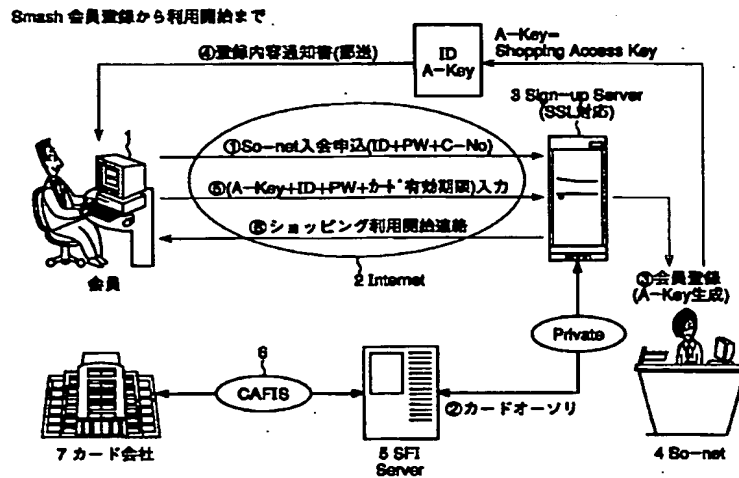 Smash 会員登録から利用開始まで
④登録内容通知書(郵送)
ID
A-Key
A-Key=
Shopping Access Key
3 Sign-up Server
(SSL対応)
1
①So-net入会申込(ID+PW+C-No)
⑤(A-Key+ID+PW+カード有効期限)入力
⑥ショッピング利用開始連絡
2 Internet
会員
③会員登録
(A-Key生成)
Private
6
CAFIS
②カードオーソリ
7 カード会社
5 SFI
Server
4 So-net